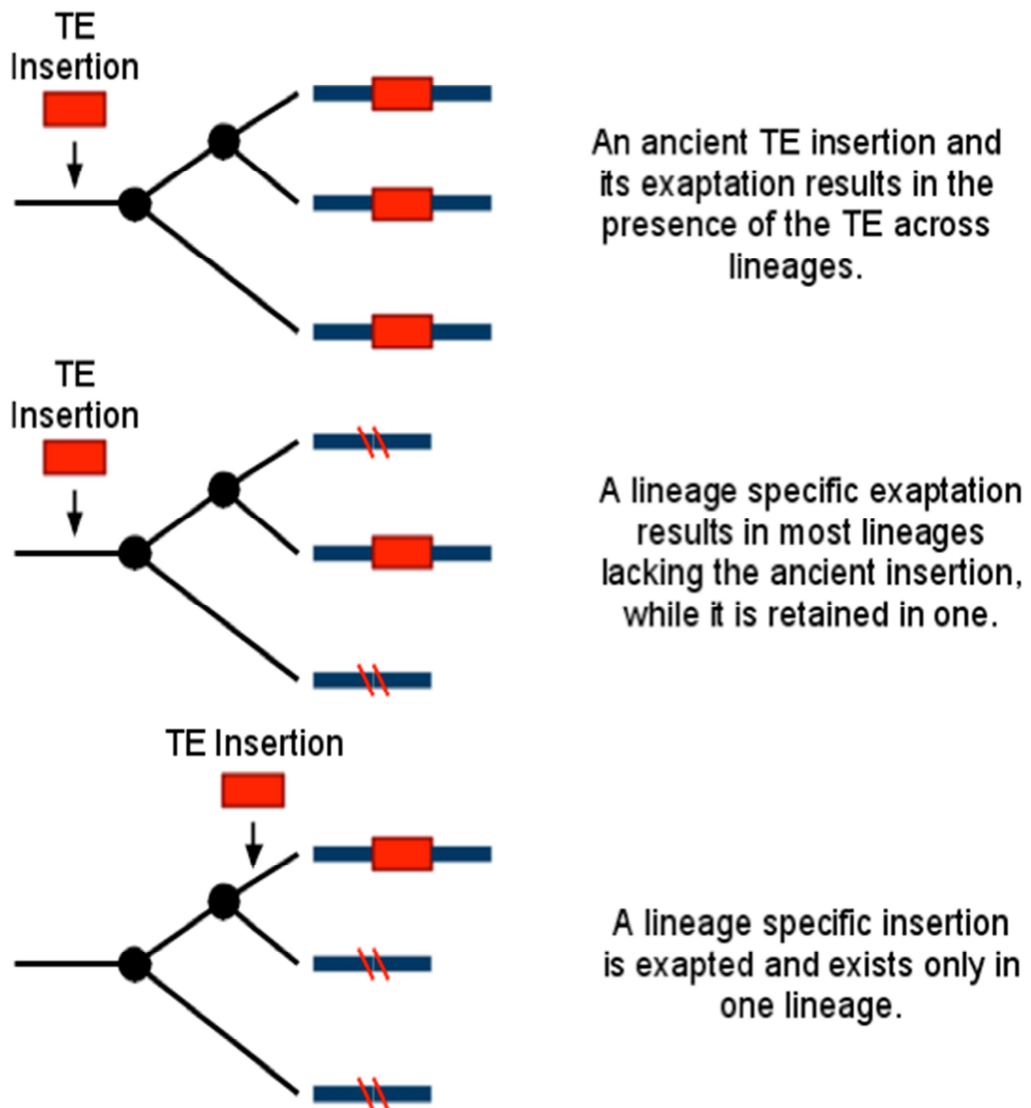 TE
Insertion
An ancient TE insertion and
its exaptation results in the
presence of the TE across
lineages.
TE
Insertion
A lineage specific exaptation
results in most lineages
lacking the ancient insertion,
while it is retained in one.
TE Insertion
A lineage specific insertion
is exapted and exists only in
one lineage.